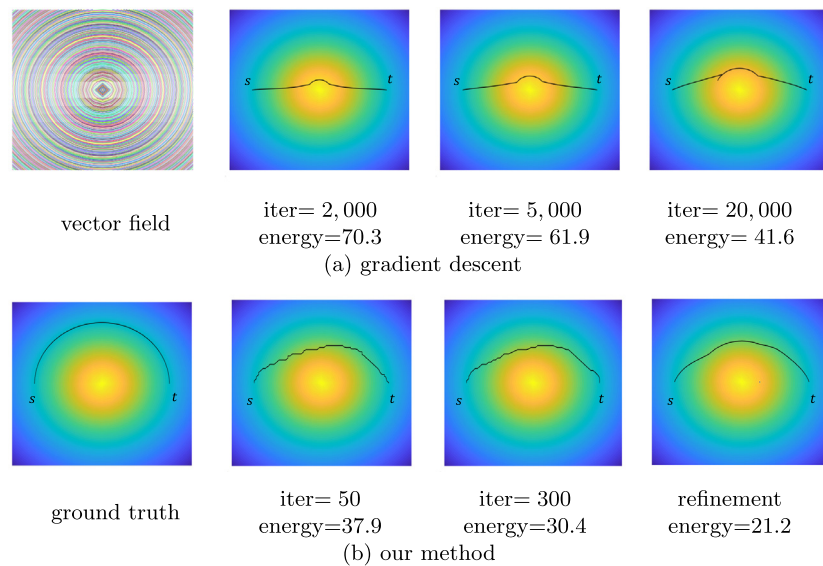 s t
s t
s t
vector field
iter= 2,000
energy=70.3
iter= 5,000
energy= 61.9
iter= 20,000
energy= 41.6
(a) gradient descent
s t
s t
s t
s t
ground truth
iter= 50
energy=37.9
iter= 300
energy=30.4
refinement
energy=21.2
(b) our method